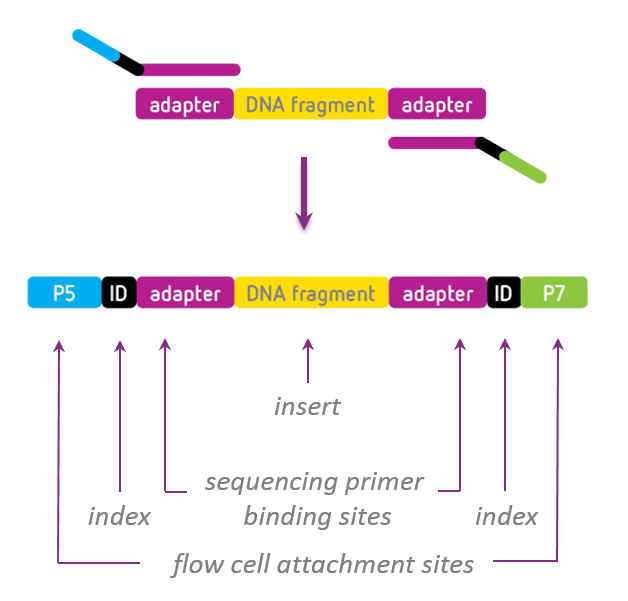 adapter DNA fragment adapter
P5 ID adapter DNA fragment adapter ID P7
insert
sequencing primer
binding sites
index index
flow cell attachment sites